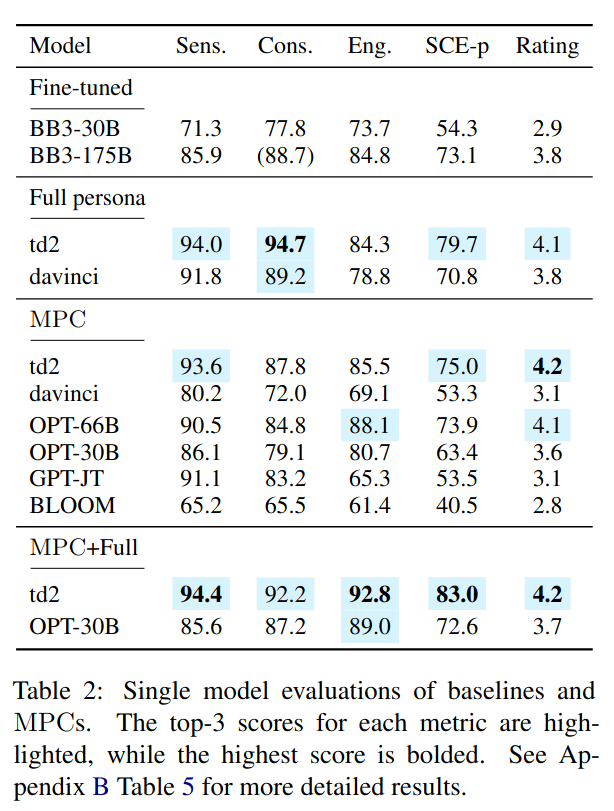 Model Sens. Cons. Eng. SCE-p Rating
Fine-tuned
BB3-30B 71.3 77.8 73.7 54.3 2.9
BB3-175B 85.9 (88.7) 84.8 73.1 3.8
Full persona
td2 94.0 94.7 84.3 79.7 4.1
davinci 91.8 89.2 78.8 70.8 3.8
MPC
td2 93.6 87.8 85.5 75.0 4.2
davinci 80.2 72.0 69.1 53.3 3.1
OPT-66B 90.5 84.8 88.1 73.9 4.1
OPT-30B 86.1 79.1 80.7 63.4 3.6
GPT-JT 91.1 83.2 65.3 53.5 3.1
BLOOM 65.2 65.5 61.4 40.5 2.8
MPC+Full
td2 94.4 92.2 92.8 83.0 4.2
OPT-30B 85.6 87.2 89.0 72.6 3.7
Table 2: Single model evaluations of baselines and
MPCs. The top-3 scores for each metric are high-
lighted, while the highest score is bolded. See Ap-
pendix B Table 5 for more detailed results.